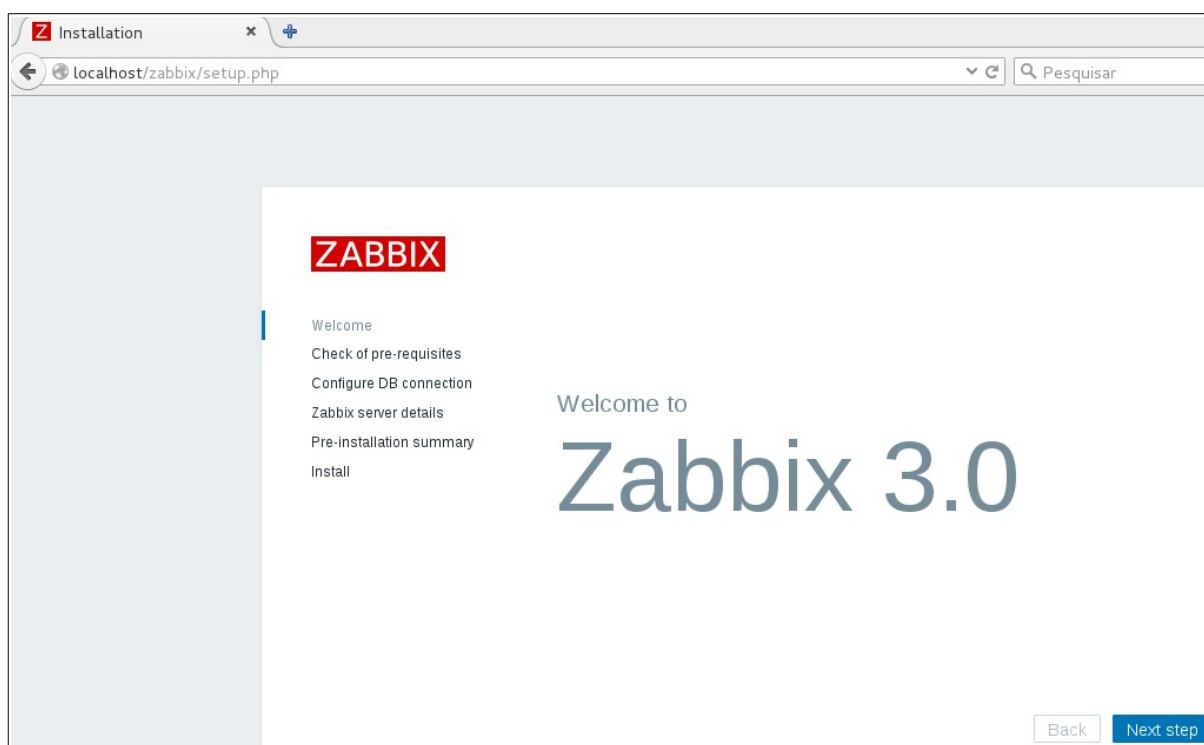 Z Installation
localhost/zabbix/setup.php
Pesquisar
ZABBIX
Welcome
Check of pre-requisites
Configure DB connection
Zabbix server details
Pre-installation summary
Install
Welcome to
Zabbix 3.0
Back
Next step